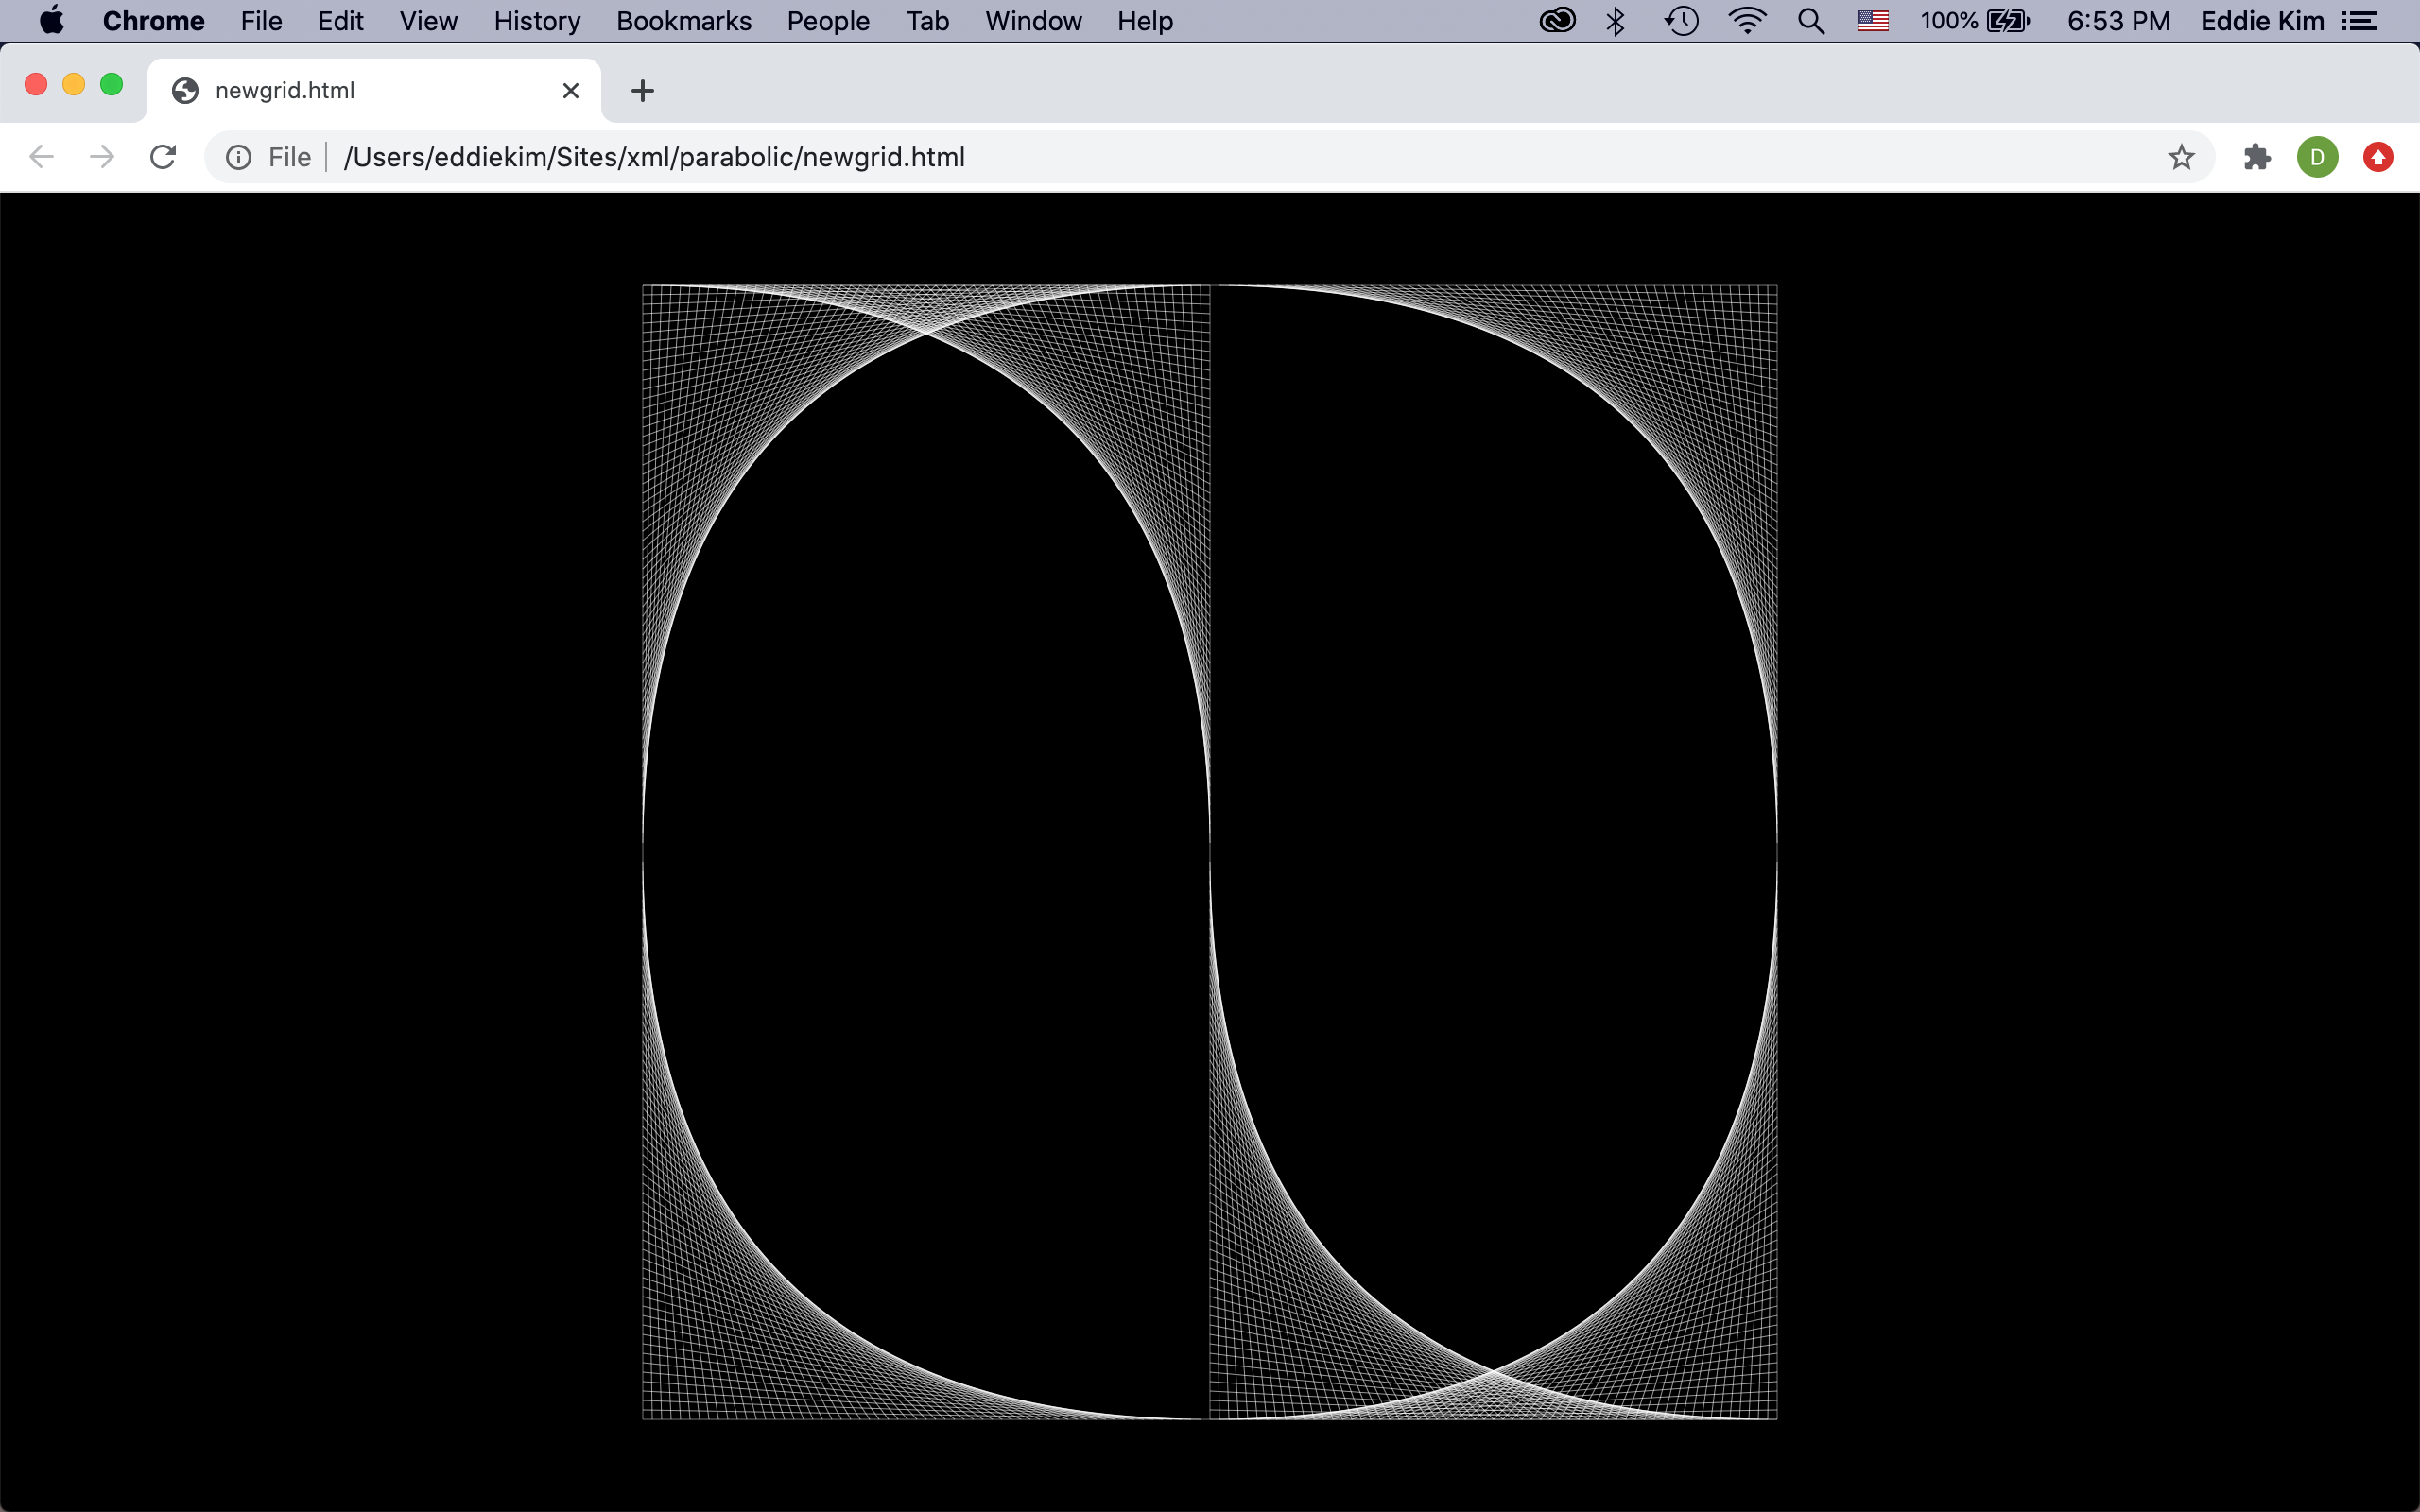 Chrome File Edit View History Bookmarks People Tab Window Help 100% 6:53 PM Eddie Kim
newgrid.html
File /Users/eddiekim/Sites/xml/parabolic/newgrid.html D